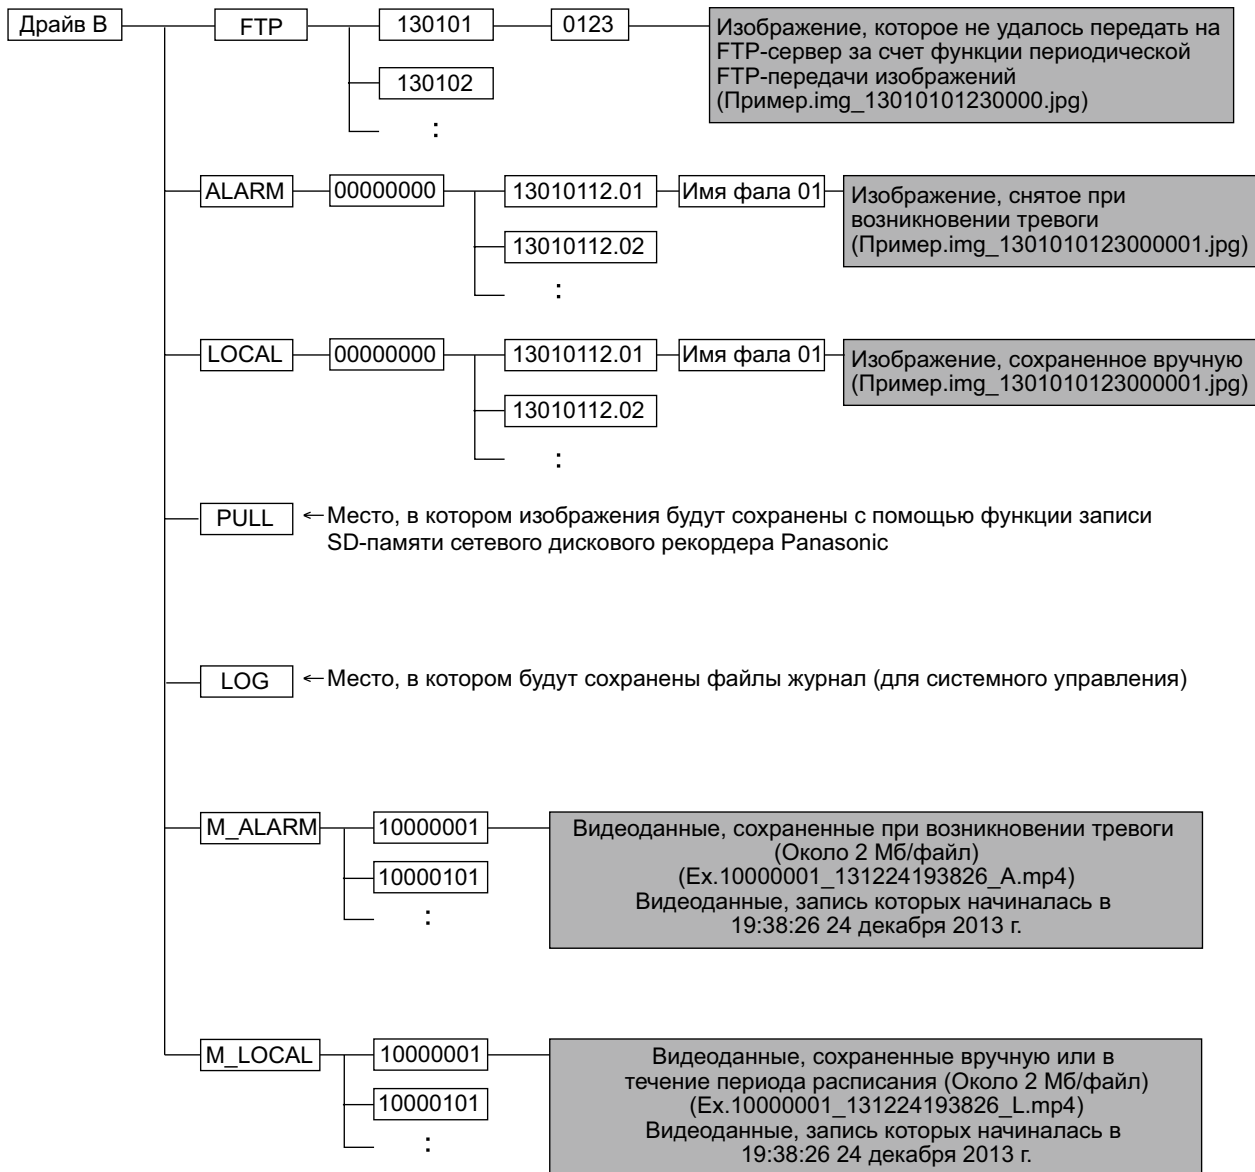 Драйв B
FTP
130101
0123
Изображение, которое не удалось передать на
FTP-сервер за счет функции периодической
FTP-передачи изображений
(Пример.img_13010101230000.jpg)
130102
:
ALARM
00000000
13010112.01
Имя фала 01
Изображение, снятое при
возникновении тревоги
(Пример.img_1301010123000001.jpg)
13010112.02
:
LOCAL
00000000
13010112.01
Имя фала 01
Изображение, сохраненное вручную
(Пример.img_1301010123000001.jpg)
13010112.02
:
PULL
Место, в котором изображения будут сохранены с помощью функции записи
SD-памяти сетевого дискового рекордера Panasonic
LOG
Место, в котором будут сохранены файлы журнал (для системного управления)
M_ALARM
10000001
Видеоданные, сохраненные при возникновении тревоги
(Около 2 Мб/файл)
(Ex.10000001_131224193826_A.mp4)
Видеоданные, запись которых начиналась в
19:38:26 24 декабря 2013 г.
10000101
:
M_LOCAL
10000001
Видеоданные, сохраненные вручную или в
течение периода расписания (Около 2 Мб/файл)
(Ex.10000001_131224193826_L.mp4)
Видеоданные, запись которых начиналась в
19:38:26 24 декабря 2013 г.
10000101
: